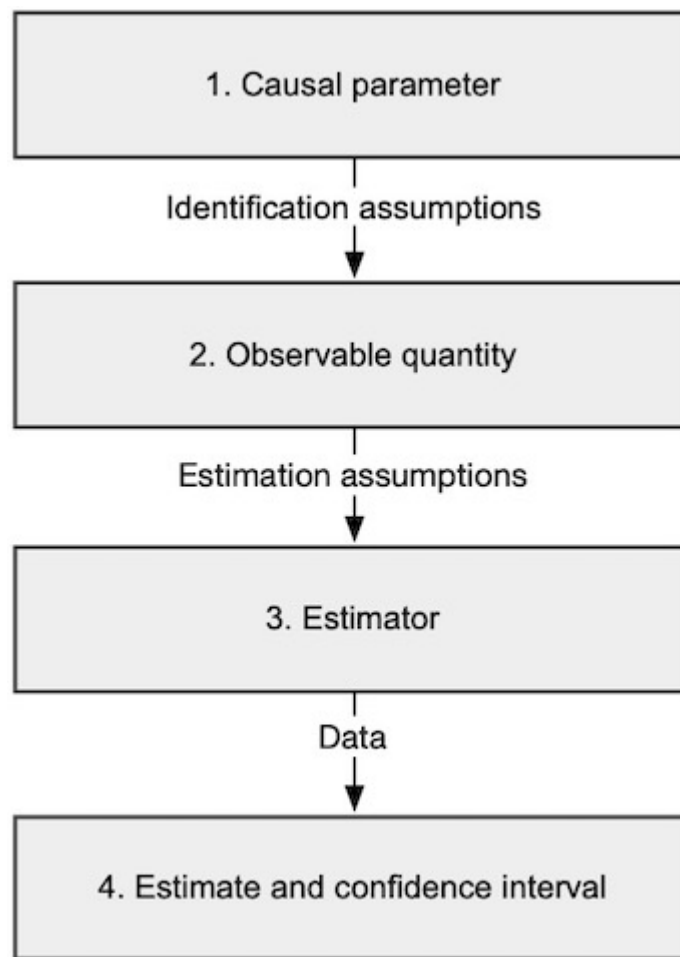 1. Causal parameter
Identification assumptions
2. Observable quantity
Estimation assumptions
3. Estimator
Data
4. Estimate and confidence interval